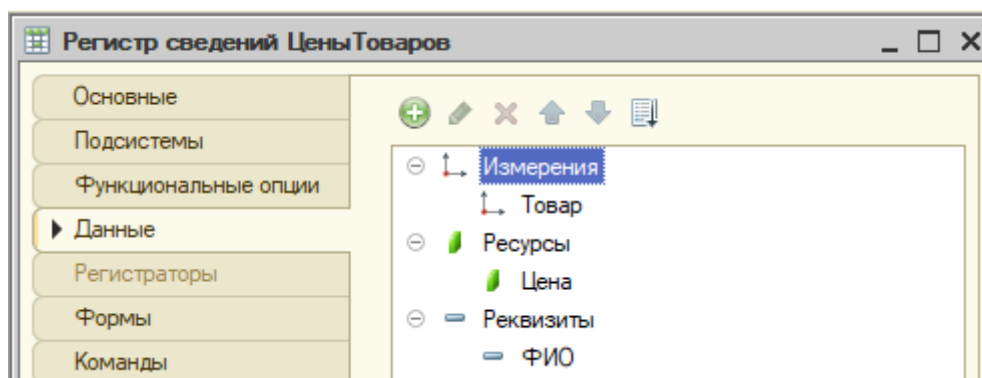 Регистр сведений ЦеныТоваров
Основные
Подсистемы
Функциональные опции
Данные
Регистраторы
Формы
Команды
Измерения
Товар
Ресурсы
Цена
Реквизиты
ФИО